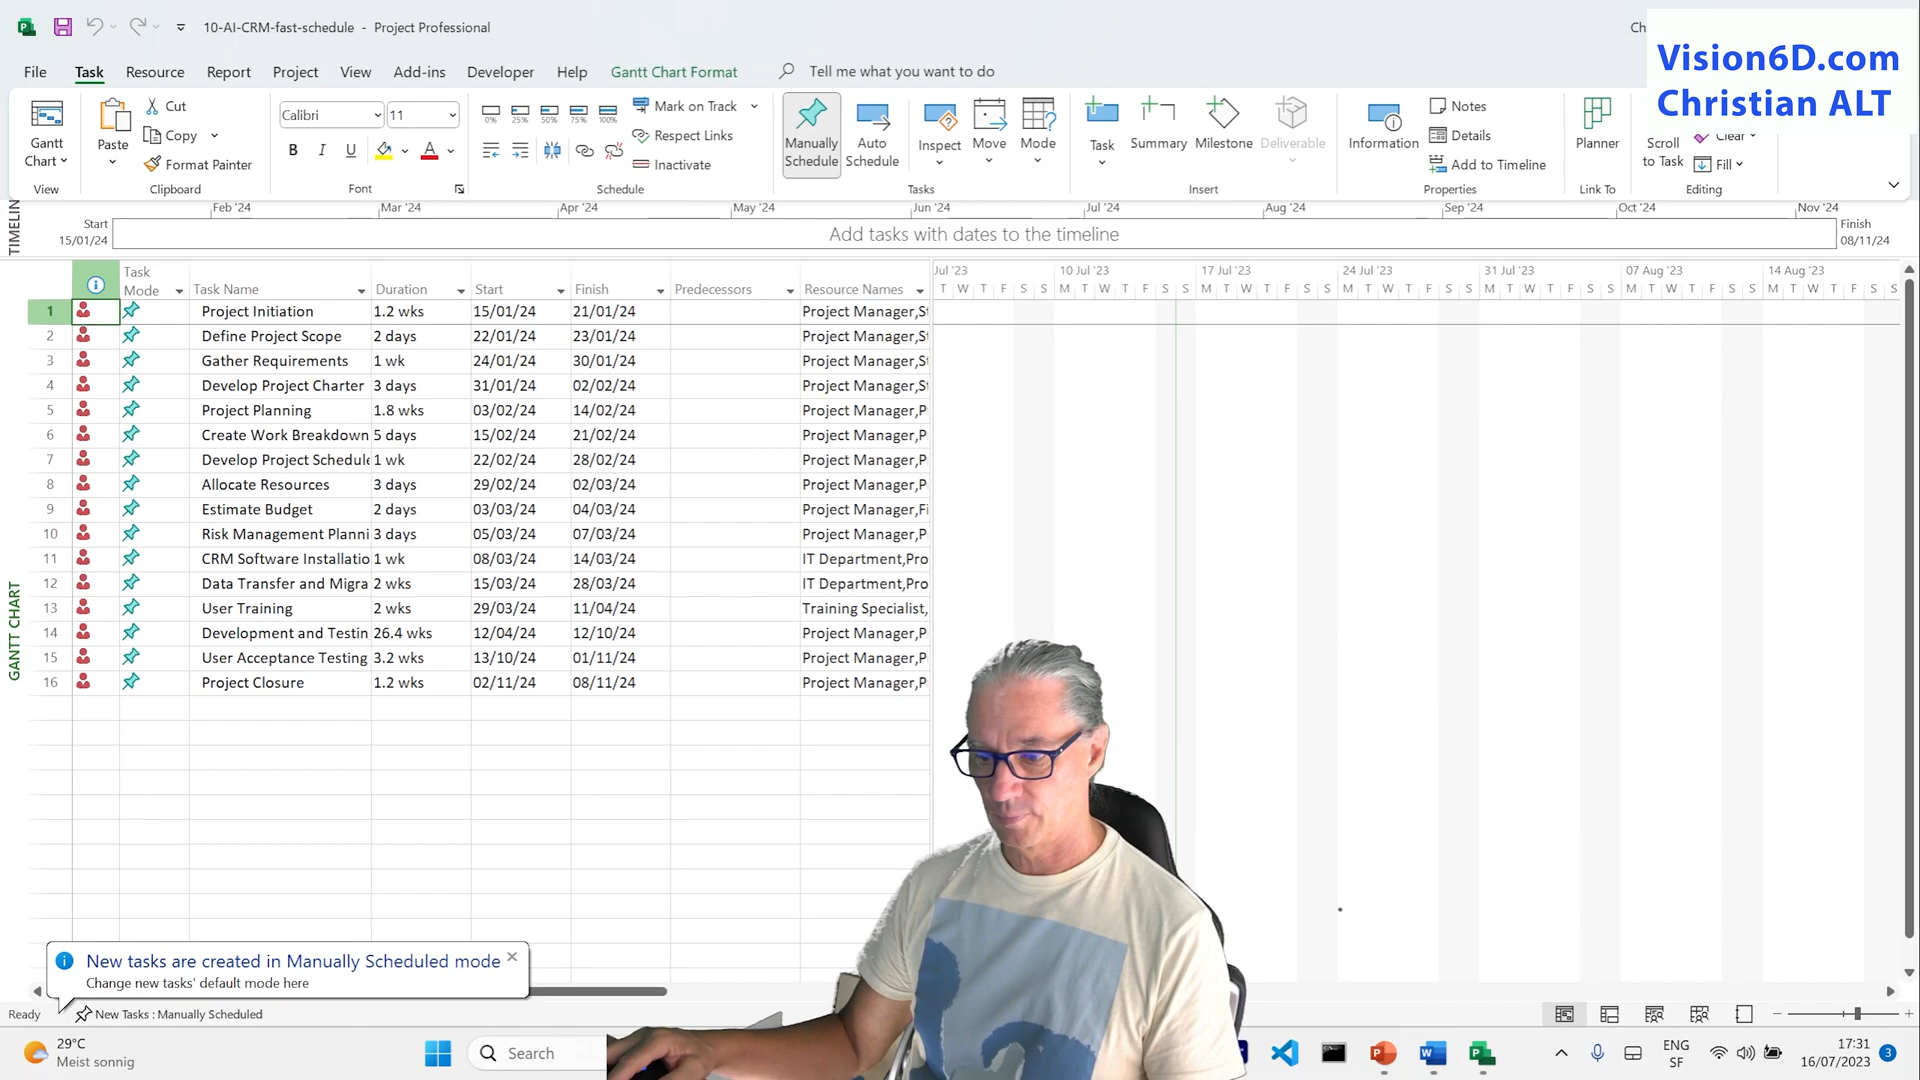 10-AI-CRM-fast-schedule - Project Professional
Ch
Vision6D.com
Christian ALT
File Task Resource Report Project View Add-ins Developer Help Gantt Chart Format Tell me what you want to do
Gantt Chart
View
Paste
Cut
Copy
Format Painter
Clipboard
Calibri 11
B I U A
Font
0% 25% 50% 75% 100%
Mark on Track
Respect Links
Inactivate
Schedule
Manually Schedule
Auto Schedule
Inspect
Move
Mode
Tasks
Task
Summary
Milestone
Deliverable
Insert
Information
Notes
Details
Add to Timeline
Properties
Planner
Link To
Scroll to Task
Clear
Fill
Editing
TIMELIN
Feb '24 Mar '24 Apr '24 May '24 Jun '24 Jul '24 Aug '24 Sep '24 Oct '24 Nov '24
Start
15/01/24
Add tasks with dates to the timeline
Finish
08/11/24
GANTT CHART
Task Mode Task Name Duration Start Finish Predecessors Resource Names
Jul '23 10 Jul '23 17 Jul '23 24 Jul '23 31 Jul '23 07 Aug '23 14 Aug '23
T W T F S S M T W T F S S M T W T F S S M T W T F S S M T W T F S S M T W T F S S M T W T F S S
1 Project Initiation 1.2 wks 15/01/24 21/01/24 Project Manager,St
2 Define Project Scope 2 days 22/01/24 23/01/24 Project Manager,St
3 Gather Requirements 1 wk 24/01/24 30/01/24 Project Manager,St
4 Develop Project Charter 3 days 31/01/24 02/02/24 Project Manager,St
5 Project Planning 1.8 wks 03/02/24 14/02/24 Project Manager,P
6 Create Work Breakdown 5 days 15/02/24 21/02/24 Project Manager,P
7 Develop Project Schedule 1 wk 22/02/24 28/02/24 Project Manager,P
8 Allocate Resources 3 days 29/02/24 02/03/24 Project Manager,P
9 Estimate Budget 2 days 03/03/24 04/03/24 Project Manager,Fi
10 Risk Management Planni 3 days 05/03/24 07/03/24 Project Manager,P
11 CRM Software Installatio 1 wk 08/03/24 14/03/24 IT Department,Pro
12 Data Transfer and Migra 2 wks 15/03/24 28/03/24 IT Department,Pro
13 User Training 2 wks 29/03/24 11/04/24 Training Specialist,
14 Development and Testin 26.4 wks 12/04/24 12/10/24 Project Manager,P
15 User Acceptance Testing 3.2 wks 13/10/24 01/11/24 Project Manager,P
16 Project Closure 1.2 wks 02/11/24 08/11/24 Project Manager,P
New tasks are created in Manually Scheduled mode
Change new tasks' default mode here
Ready New Tasks : Manually Scheduled
29°C
Meist sonnig
Search
ENG
SF
17:31
16/07/2023
3